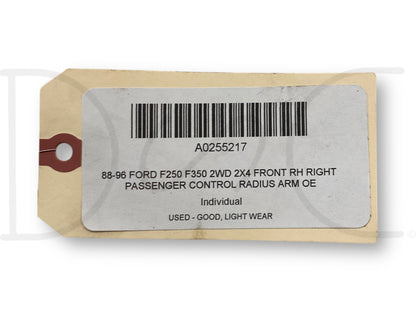 A0255217
88-96 FORD F250 F350 2WD 2X4 FRONT RH RIGHT
PASSENGER CONTROL RADIUS ARM OE
Individual
USED - GOOD, LIGHT WEAR